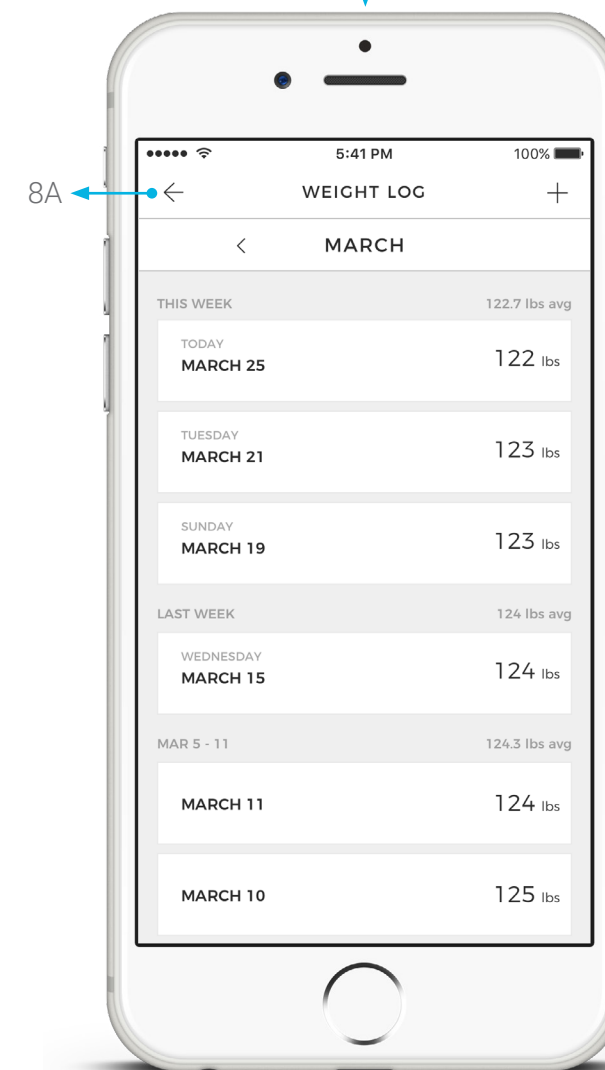 5:41 PM 100%
8A WEIGHT LOG
MARCH
THIS WEEK 122.7 lbs avg
TODAY
MARCH 25 122 lbs
TUESDAY
MARCH 21 123 lbs
SUNDAY
MARCH 19 123 lbs
LAST WEEK 124 lbs avg
WEDNESDAY
MARCH 15 124 lbs
MAR 5 - 11 124.3 lbs avg
MARCH 11 124 lbs
MARCH 10 125 lbs